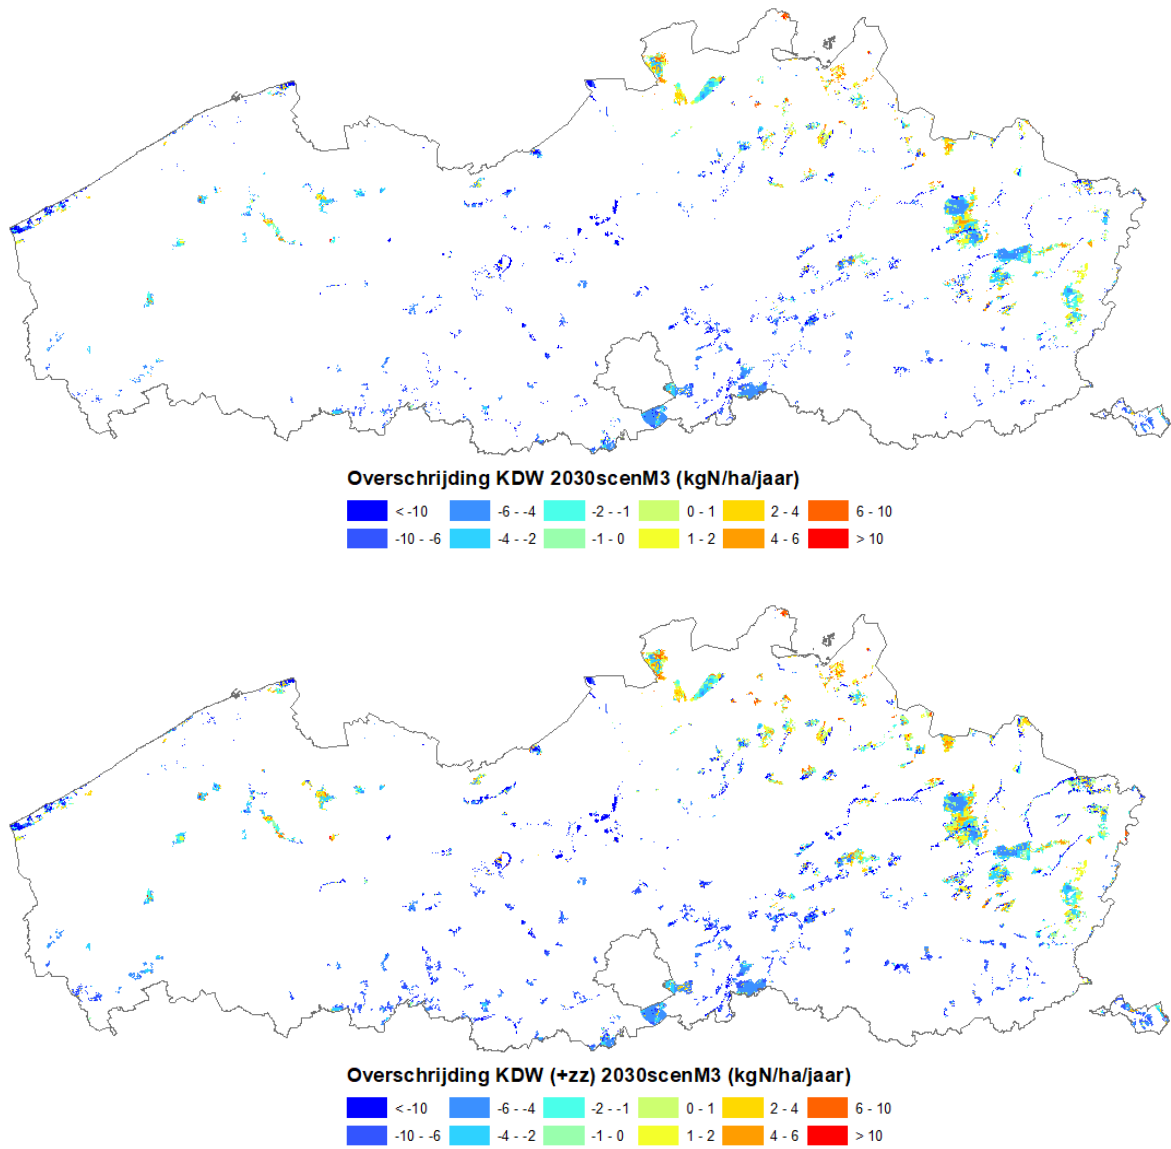 Overschrijding KDW 2030scenM3 (kgN/ha/jaar)
< -10 -6 - -4 -2 - -1 0 - 1 2 - 4 6 - 10
-10 - -6 -4 - -2 -1 - 0 1 - 2 4 - 6 > 10
Overschrijding KDW (+zz) 2030scenM3 (kgN/ha/jaar)
< -10 -6 - -4 -2 - -1 0 - 1 2 - 4 6 - 10
-10 - -6 -4 - -2 -1 - 0 1 - 2 4 - 6 > 10